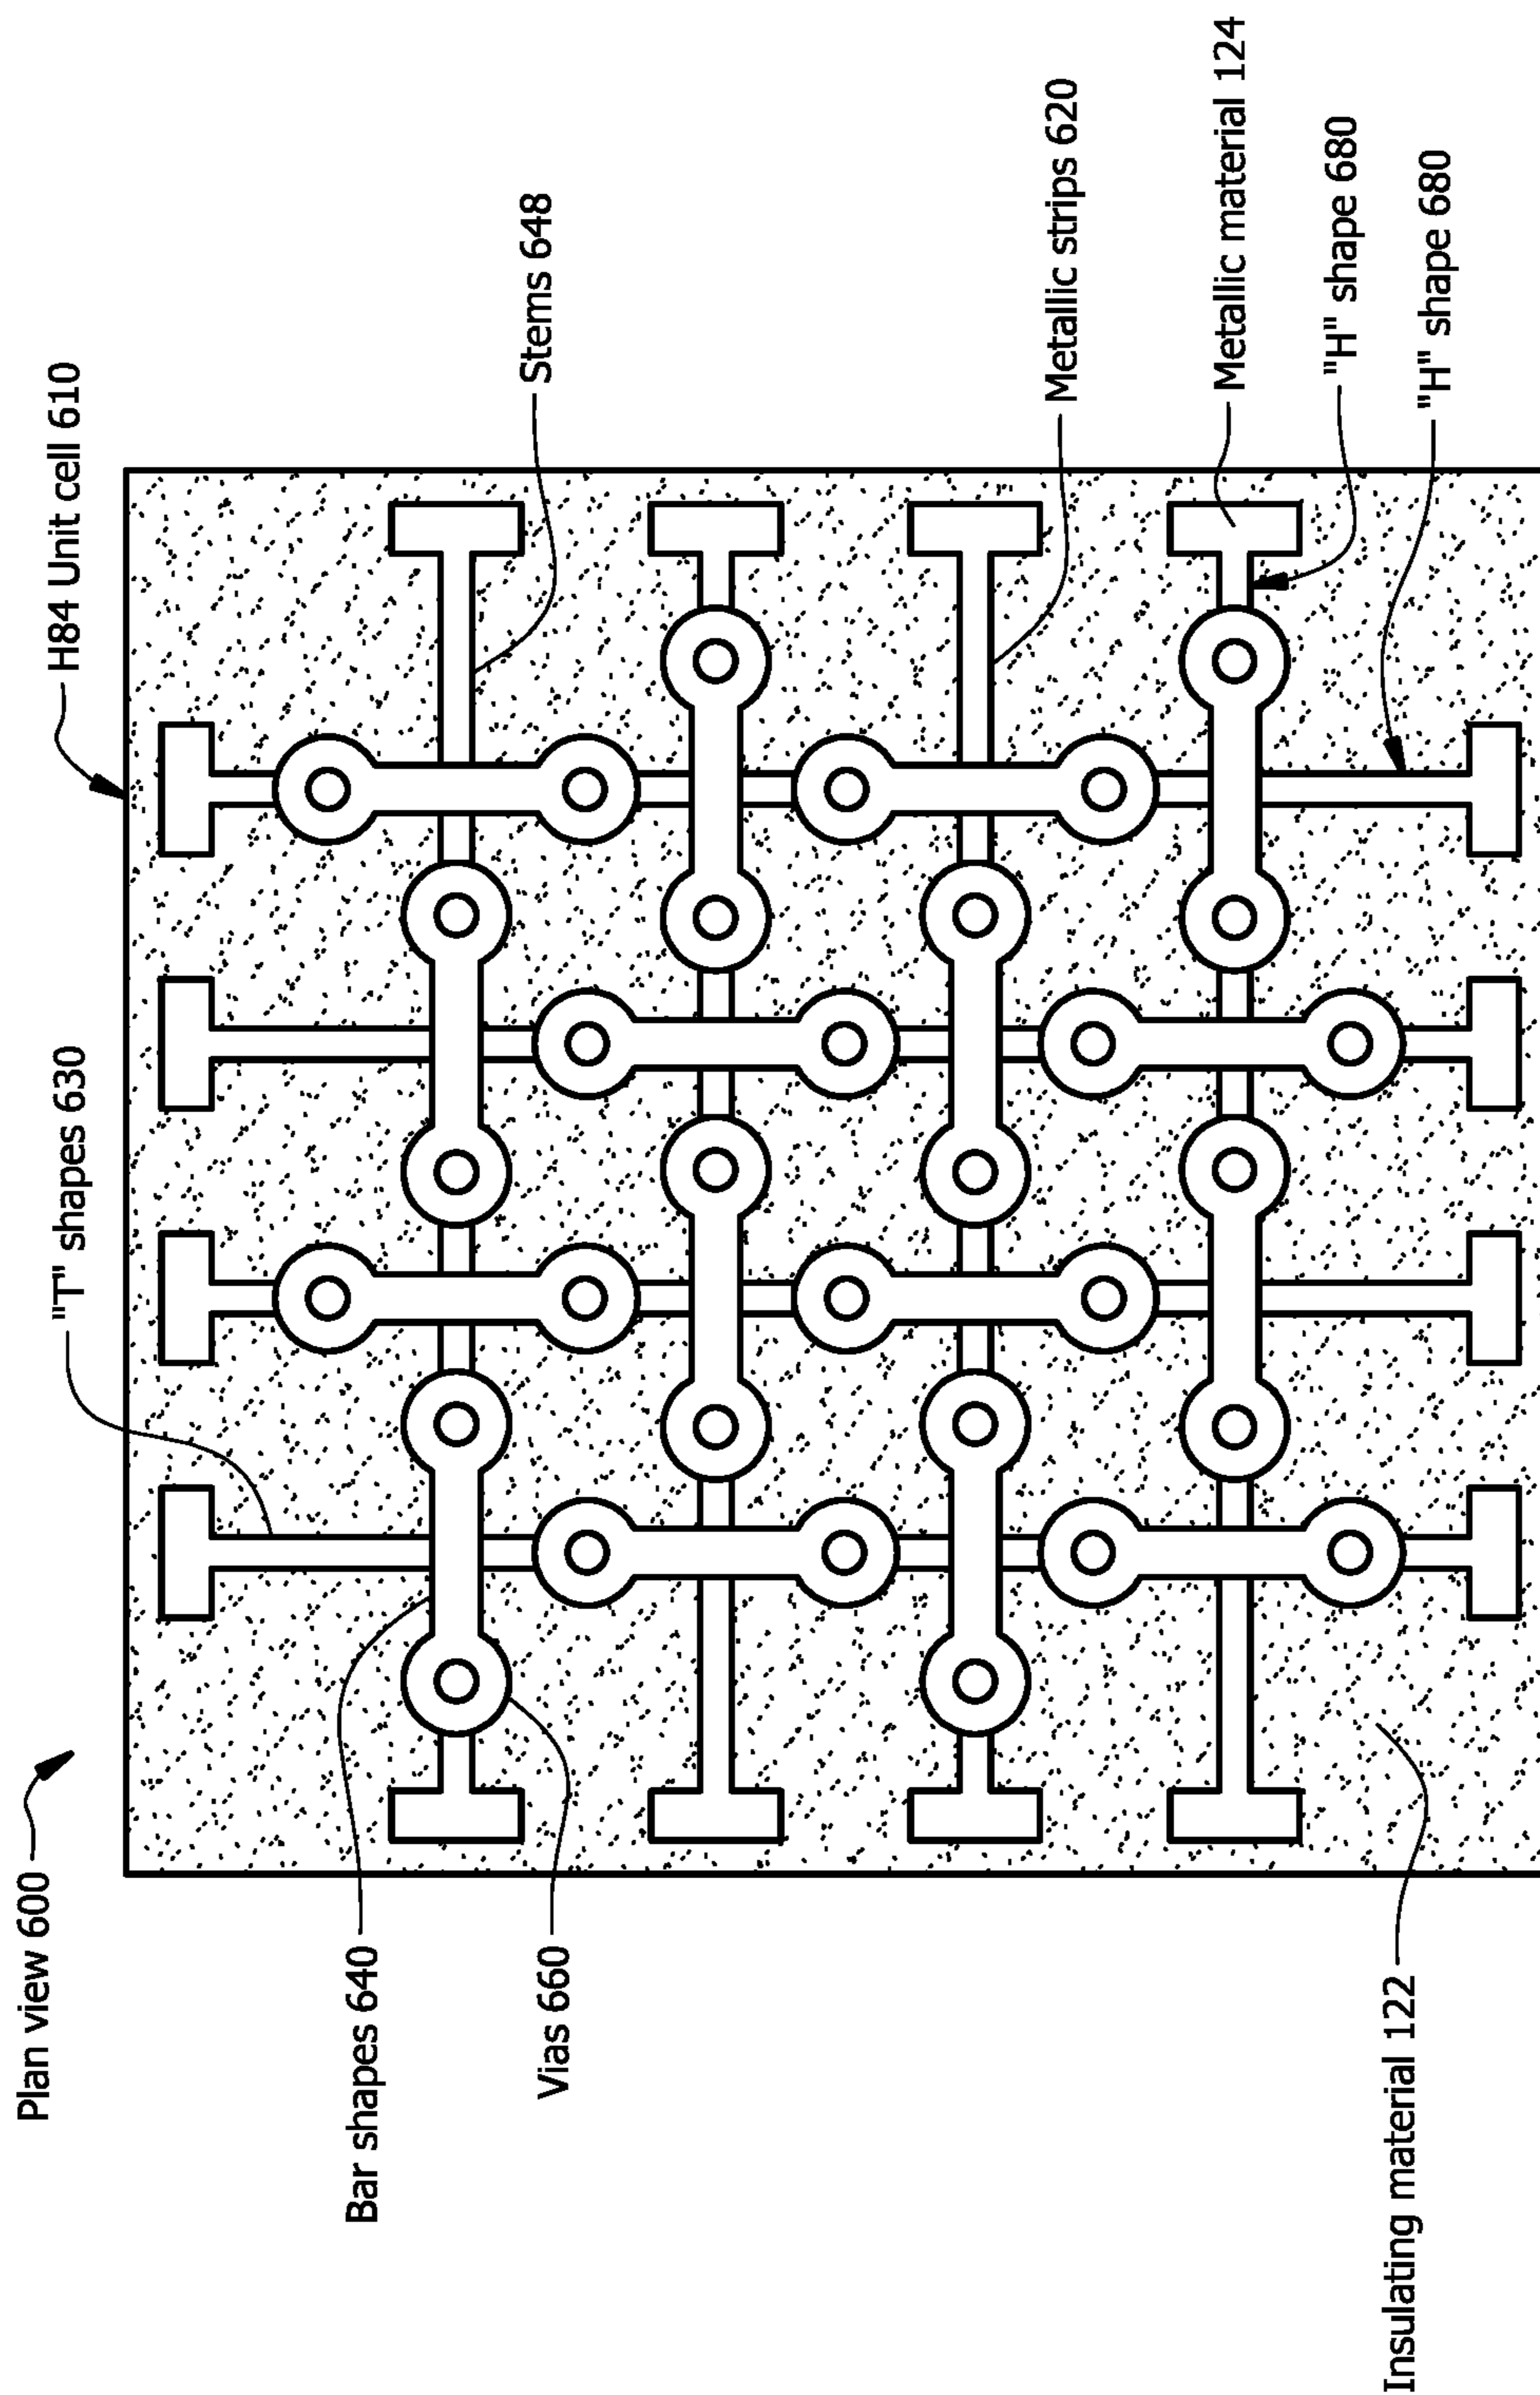 Plan view 600
"T" shapes 630
H84 Unit cell 610
Bar shapes 640
Stems 648
Vias 660
Metallic strips 620
Metallic material 124
"H" shape 680
Insulating material 122
"H" shape 680